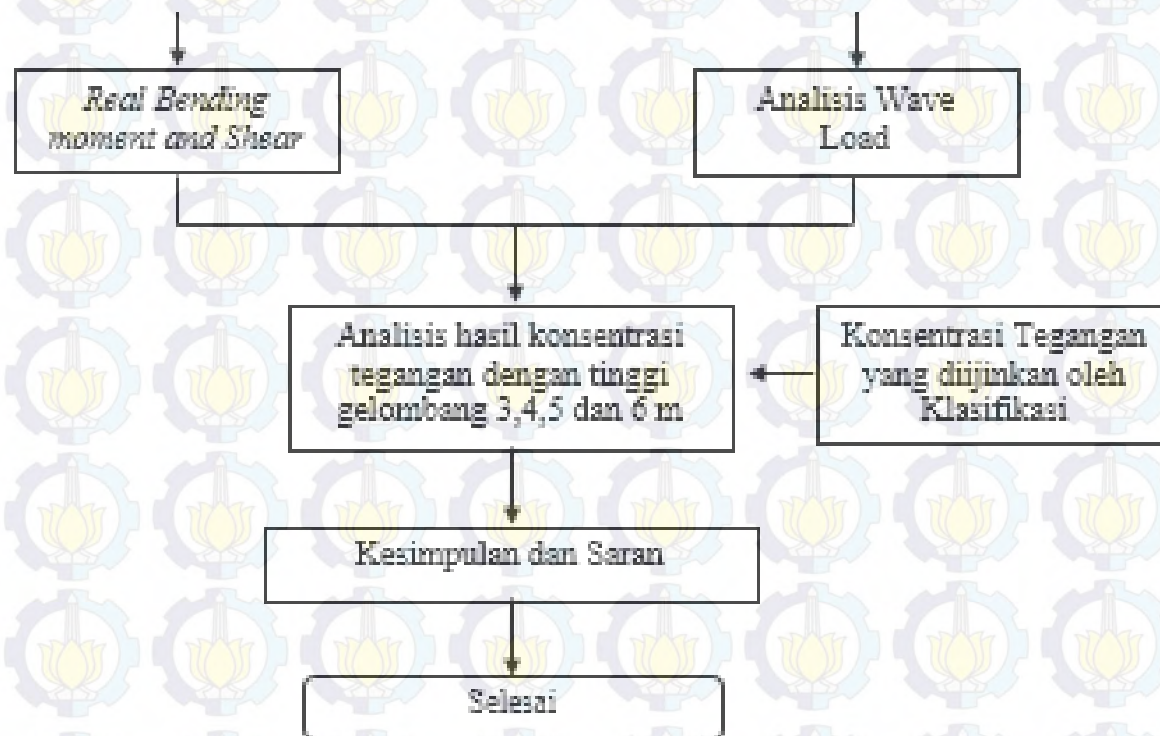 Real Bending
moment and Shear
Analisis Wave
Load
Analisis hasil konsentrasi
tegangan dengan tinggi
gelombang 3,4,5 dan 6 m
Konsentrasi Tegangan
yang diijinkan oleh
Klasifikasi
Kesimpulan dan Saran
Selesai